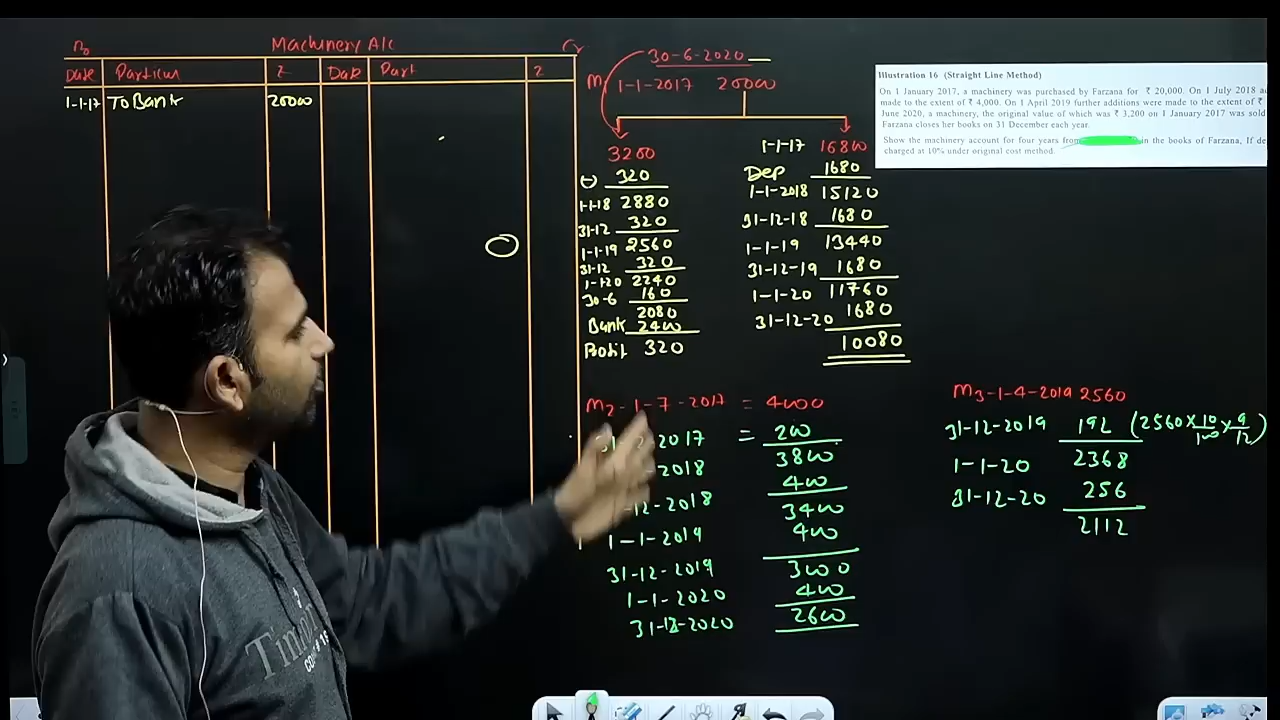 Dr
Machinery A/c
Cr
Date Particum ₹ Date Part ₹
1-1-17 To Bank 20000
30-6-2020
M 1-1-2017 20000
3200
(-) 320
1-1-18 2880
31-12 320
1-1-19 2560
31-12 320
1-1-20 2240
30-6 160
2080
Bank 2400
Profit 320
1-1-17 16800
Dep 1680
1-1-2018 15120
31-12-18 1680
1-1-19 13440
31-12-19 1680
1-1-20 11760
31-12-20 1680
10080
Illustration 16 (Straight Line Method)
On 1 January 2017, a machinery was purchased by Farzana for ₹ 20,000. On 1 July 2018
made to the extent of ₹ 4,000. On 1 April 2019 further additions were made to the extent of ₹
June 2020, a machinery, the original value of which was ₹ 3,200 on 1 January 2017 was sold
Farzana closes her books on 31 December each year.
Show the machinery account for four years from in the books of Farzana, If de
charged at 10% under original cost method.
M2-1-7-2017 = 4000
2017 = 200
2018 3800
400
12-2018 3400
1-1-2019 400
31-12-2019 3000
1-1-2020 400
31-12-2020 2600
M3-1-4-2019 2560
31-12-2019 192 (2560×10/100×9/12)
1-1-20 2368
31-12-20 256
2112
Tim